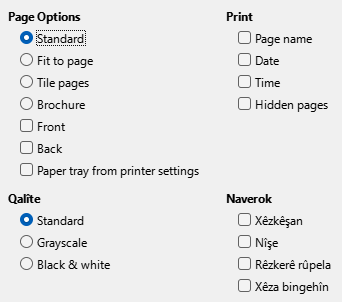 Page Options
Standard
Fit to page
Tile pages
Brochure
Front
Back
Paper tray from printer settings
Print
Page name
Date
Time
Hidden pages
Qalîte
Standard
Grayscale
Black & white
Naverok
Xêzkêşan
Nîşe
Rêzkerê rûpela
Xêza bingehîn